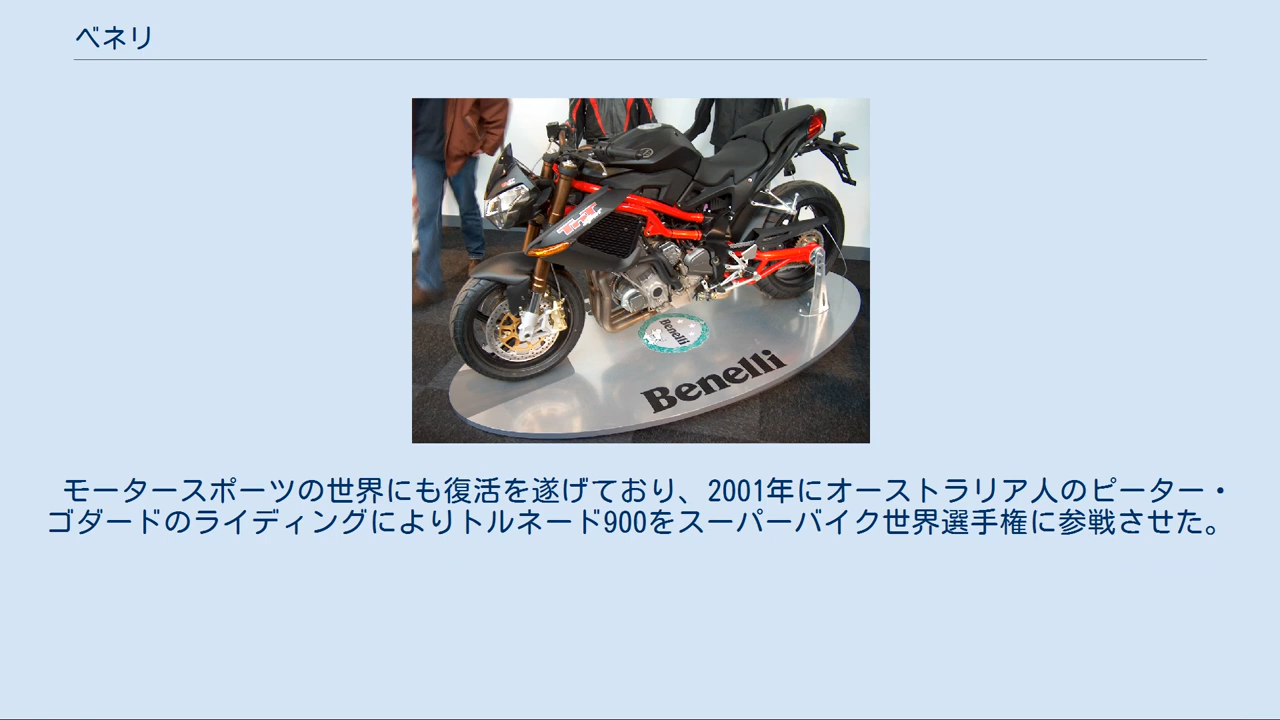 ベネリ
TnT
Benelli
Benelli
モータースポーツの世界にも復活を遂げており、2001年にオーストラリア人のピーター・
ゴダードのライディングによりトルネード900をスーパーバイク世界選手権に参戦させた。